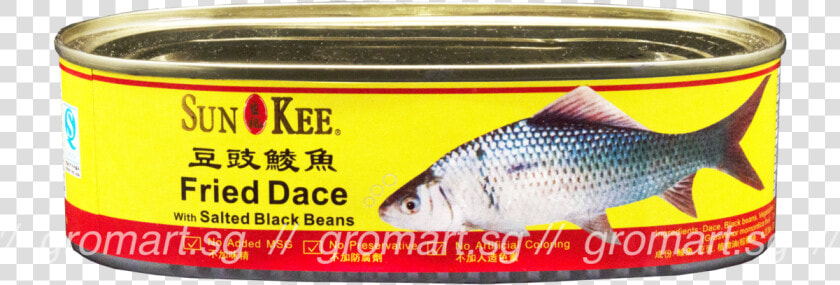 SUN KEE®
豆豉鯪魚
Fried Dace
With Salted Black Beans
No Added MSG
No Preservative
No Artificial Coloring
不加味精
不加防腐劑
不加人造色素
Ingredients: Dace, Black beans, Vegetable
// gromart.sg // gromart.sg // gromart.sg //